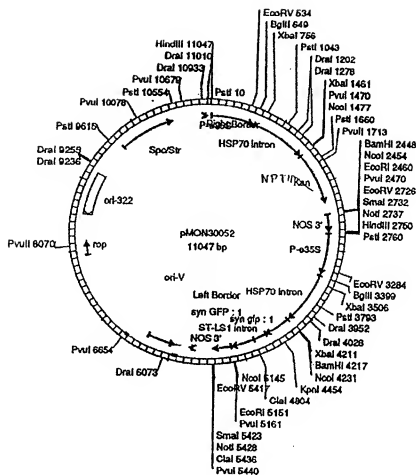 HindIII 11047
DraI 11010
DraI 10933
PvuI 10679
PstI 10554
PvuI 10078
PstI 9615
DraI 9259
DraI 9236
PvuII 8070
PvuI 6654
DraI 6073
PstI 10
EcoRV 534
BglII 649
XbaI 756
PstI 1043
DraI 1202
DraI 1278
XbaI 1461
PvuI 1470
NcoI 1477
PstI 1660
PvuII 1713
BamHI 2448
NcoI 2454
EcoRI 2460
PvuI 2470
EcoRV 2726
SmaI 2732
NotI 2737
HindIII 2750
PstI 2760
EcoRV 3284
BglII 3399
XbaI 3506
PstI 3793
DraI 3952
DraI 4028
XbaI 4211
BamHI 4217
NcoI 4231
KpnI 4454
ClaI 4804
NcoI 5145
EcoRI 5151
PvuI 5161
EcoRV 5417
SmaI 5423
NotI 5428
ClaI 5436
PvuI 5440
Right Border
HSP70 Intron
Kan
NOS 3'
P-e35S
HSP70 Intron
Left Border
syn GFP : 1
syn gfp : 1
ST-LS1 intron
NOS 3'
Spc/Str
ori-322
rop
ori-V
pMON30052
11047 bp